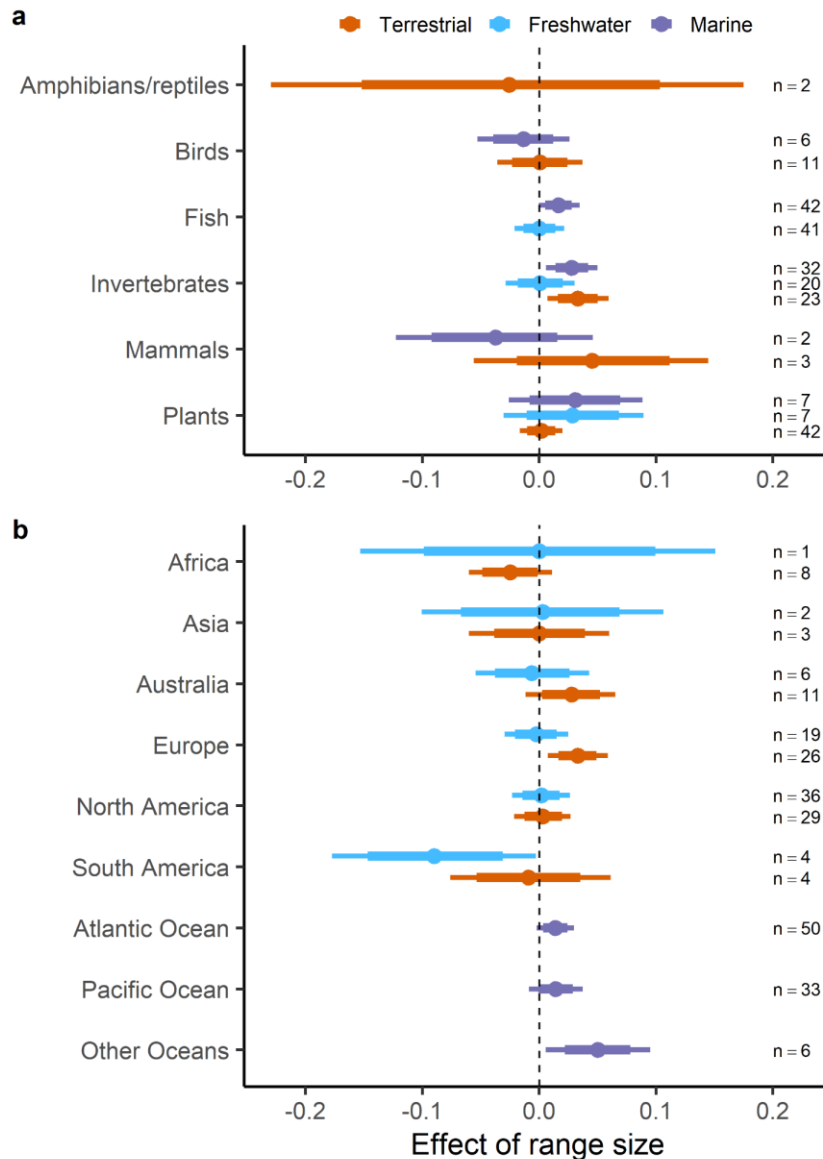 a
Terrestrial Freshwater Marine
Amphibians/reptiles n = 2
Birds n = 6
n = 11
Fish n = 42
n = 41
Invertebrates n = 32
n = 20
n = 23
Mammals n = 2
n = 3
Plants n = 7
n = 7
n = 42
-0.2 -0.1 0.0 0.1 0.2
b
Africa n = 1
n = 8
Asia n = 2
n = 3
Australia n = 6
n = 11
Europe n = 19
n = 26
North America n = 36
n = 29
South America n = 4
n = 4
Atlantic Ocean n = 50
Pacific Ocean n = 33
Other Oceans n = 6
-0.2 -0.1 0.0 0.1 0.2
Effect of range size